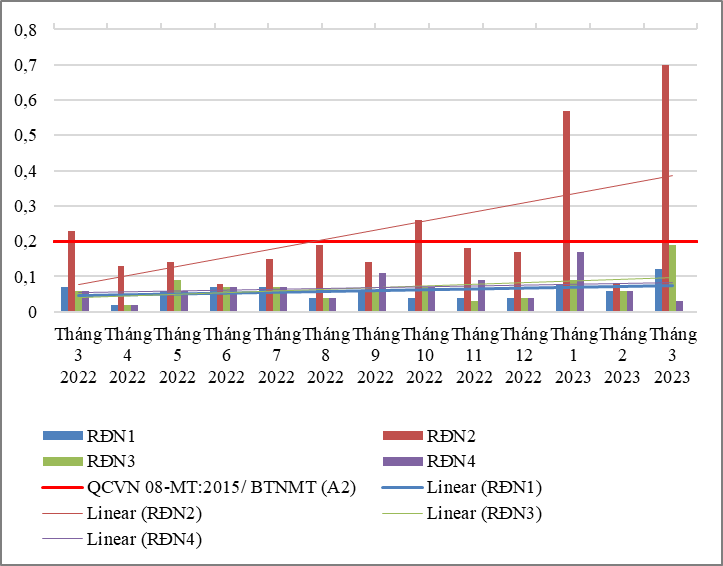 0,8
0,7
0,6
0,5
0,4
0,3
0,2
0,1
0
Tháng Tháng Tháng Tháng Tháng Tháng Tháng Tháng Tháng Tháng Tháng Tháng Tháng
3 4 5 6 7 8 9 10 11 12 1 2 3
2022 2022 2022 2022 2022 2022 2022 2022 2022 2022 2023 2023 2023
RĐN1 RĐN2
RĐN3 RĐN4
QCVN 08-MT:2015/ BTNMT (A2) Linear (RĐN1)
Linear (RĐN2) Linear (RĐN3)
Linear (RĐN4)